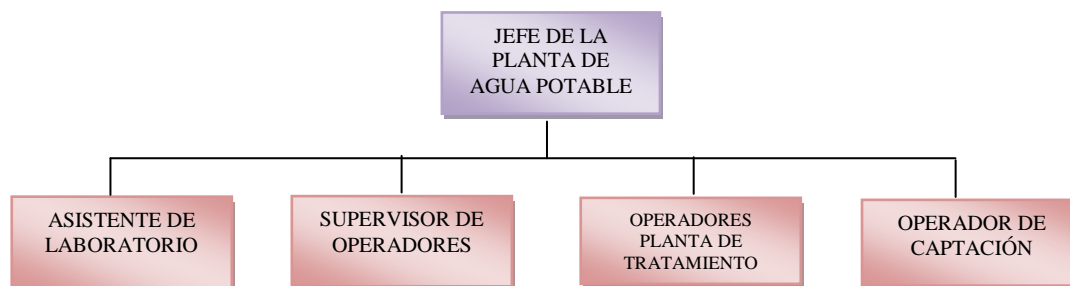 JEFE DE LA
PLANTA DE
AGUA POTABLE
ASISTENTE DE
LABORATORIO
SUPERVISOR DE
OPERADORES
OPERADORES
PLANTA DE
TRATAMIENTO
OPERADOR DE
CAPTACIÓN